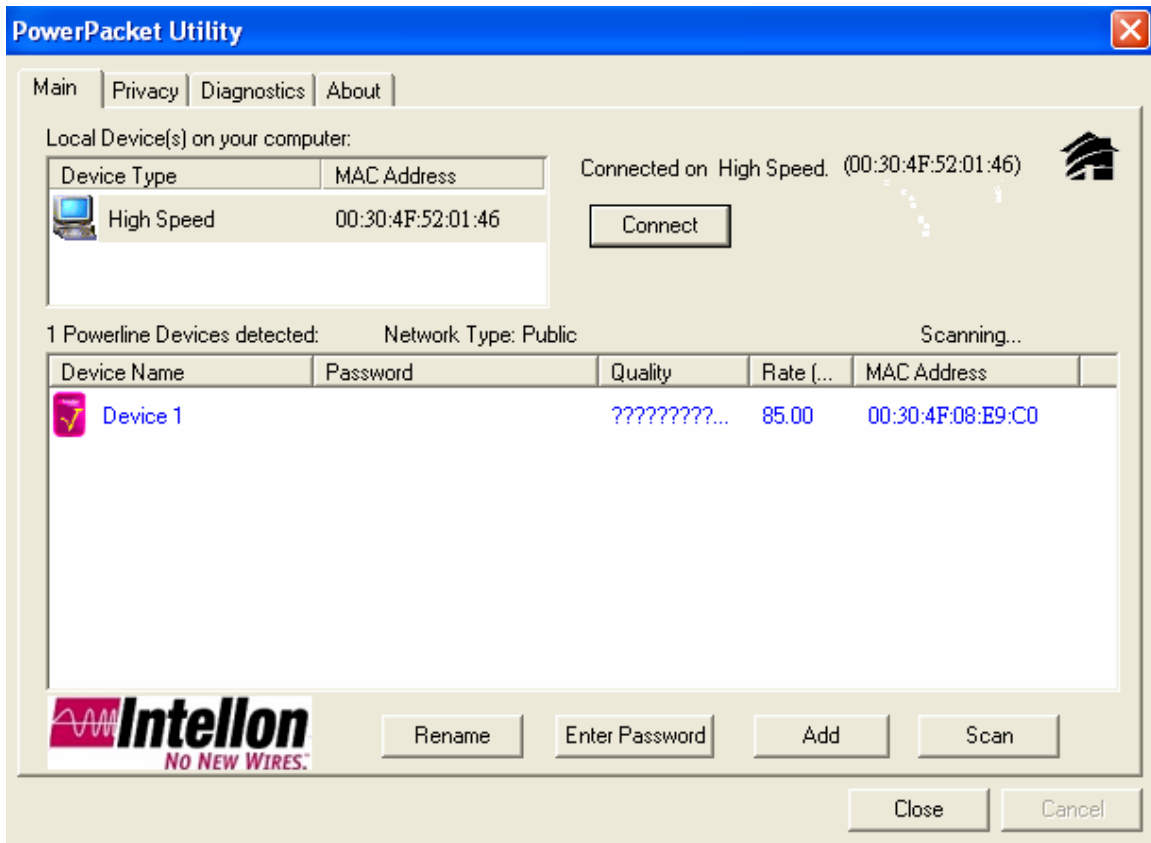 PowerPacket Utility
Main Privacy Diagnostics About
Local Device(s) on your computer:
Device Type MAC Address
High Speed 00:30:4F:52:01:46
Connected on High Speed. (00:30:4F:52:01:46)
Connect
1 Powerline Devices detected: Network Type: Public Scanning...
Device Name Password Quality Rate (... MAC Address
Device 1 ?????????... 85.00 00:30:4F:08:E9:C0
Intellon
NO NEW WIRES.
Rename Enter Password Add Scan
Close Cancel